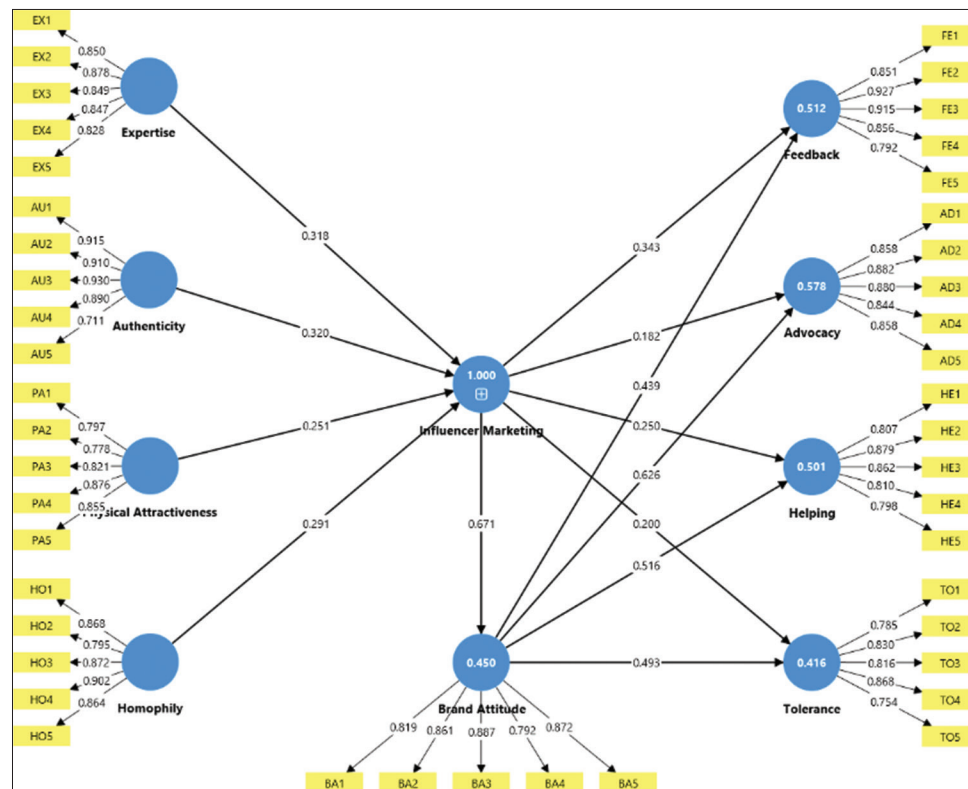 EX1
0.850
EX2
0.878
EX3
0.849
EX4
0.847
0.828
EX5
Expertise
AU1
0.915
AU2
0.910
AU3
0.930
AU4
0.890
0.711
AU5
Authenticity
PA1
0.797
PA2
0.778
PA3
0.821
PA4
0.876
0.855
PA5
Physical Attractiveness
HO1
0.868
HO2
0.795
HO3
0.872
HO4
0.902
0.864
HO5
Homophily
0.318
0.320
0.251
0.291
1.000
Influencer Marketing
0.343
0.182
0.250
0.200
0.671
0.439
0.626
0.516
0.493
0.450
Brand Attitude
0.819
0.861
0.887
0.792
0.872
BA1
BA2
BA3
BA4
BA5
0.512
Feedback
FE1
0.851
FE2
0.927
FE3
0.915
FE4
0.856
0.792
FE5
0.578
Advocacy
AD1
0.858
AD2
0.882
AD3
0.880
AD4
0.844
0.858
AD5
0.501
Helping
HE1
0.807
HE2
0.879
HE3
0.862
HE4
0.810
0.798
HE5
0.416
Tolerance
TO1
0.785
TO2
0.830
TO3
0.816
TO4
0.868
0.754
TO5